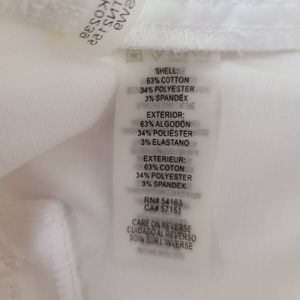 SHELL:
63% COTTON
34% POLYESTER
3% SPANDEX
EXTERIOR:
63% ALGODÓN
34% POLIÉSTER
3% ELASTANO
EXTERIEUR:
63% COTON
34% POLYESTER
3% SPANDEX
RN# 54163
CA# 57151
CARE ON REVERSE
CUIDADO AL REVERSO
SOIN SUR L'INVERSE